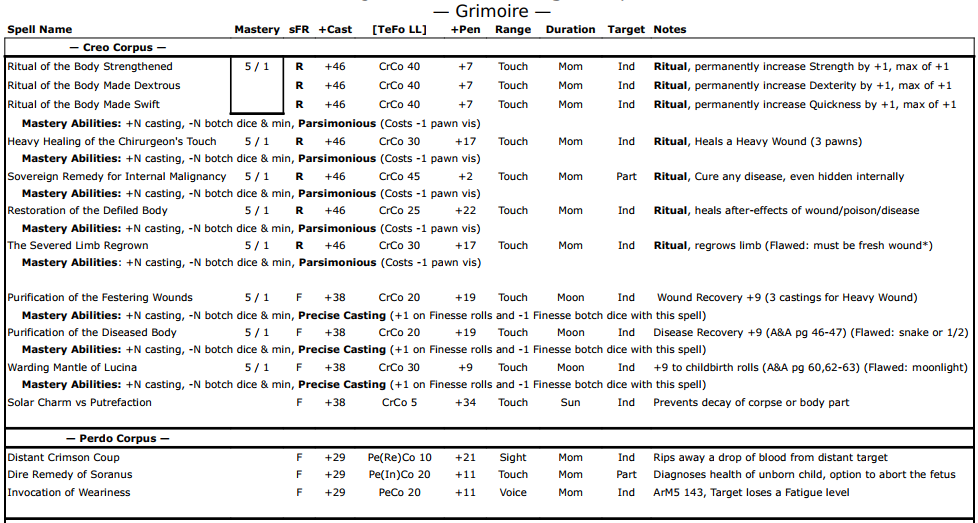 — Grimoire —
Spell Name Mastery sFR +Cast [TeFo LL] +Pen Range Duration Target Notes
— Creo Corpus —
Ritual of the Body Strengthened 5 / 1 R +46 CrCo 40 +7 Touch Mom Ind Ritual, permanently increase Strength by +1, max of +1
Ritual of the Body Made Dextrous R +46 CrCo 40 +7 Touch Mom Ind Ritual, permanently increase Dexterity by +1, max of +1
Ritual of the Body Made Swift R +46 CrCo 40 +7 Touch Mom Ind Ritual, permanently increase Quickness by +1, max of +1
Mastery Abilities: +N casting, -N botch dice & min, Parsimonious (Costs -1 pawn vis)
Heavy Healing of the Chirurgeon's Touch 5 / 1 R +46 CrCo 30 +17 Touch Mom Ind Ritual, Heals a Heavy Wound (3 pawns)
Mastery Abilities: +N casting, -N botch dice & min, Parsimonious (Costs -1 pawn vis)
Sovereign Remedy for Internal Malignancy 5 / 1 R +46 CrCo 45 +2 Touch Mom Part Ritual, Cure any disease, even hidden internally
Mastery Abilities: +N casting, -N botch dice & min, Parsimonious (Costs -1 pawn vis)
Restoration of the Defiled Body 5 / 1 R +46 CrCo 25 +22 Touch Mom Ind Ritual, heals after-effects of wound/poison/disease
Mastery Abilities: +N casting, -N botch dice & min, Parsimonious (Costs -1 pawn vis)
The Severed Limb Regrown 5 / 1 R +46 CrCo 30 +17 Touch Mom Ind Ritual, regrows limb (Flawed: must be fresh wound*)
Mastery Abilities: +N casting, -N botch dice & min, Parsimonious (Costs -1 pawn vis)
Purification of the Festering Wounds 5 / 1 F +38 CrCo 20 +19 Touch Moon Ind Wound Recovery +9 (3 castings for Heavy Wound)
Mastery Abilities: +N casting, -N botch dice & min, Precise Casting (+1 on Finesse rolls and -1 Finesse botch dice with this spell)
Purification of the Diseased Body 5 / 1 F +38 CrCo 20 +19 Touch Moon Ind Disease Recovery +9 (A&A pg 46-47) (Flawed: snake or 1/2)
Mastery Abilities: +N casting, -N botch dice & min, Precise Casting (+1 on Finesse rolls and -1 Finesse botch dice with this spell)
Warding Mantle of Lucina 5 / 1 F +38 CrCo 30 +9 Touch Moon Ind +9 to childbirth rolls (A&A pg 60,62-63) (Flawed: moonlight)
Mastery Abilities: +N casting, -N botch dice & min, Precise Casting (+1 on Finesse rolls and -1 Finesse botch dice with this spell)
Solar Charm vs Putrefaction F +38 CrCo 5 +34 Touch Sun Ind Prevents decay of corpse or body part
— Perdo Corpus —
Distant Crimson Coup F +29 Pe(Re)Co 10 +21 Sight Mom Ind Rips away a drop of blood from distant target
Dire Remedy of Soranus F +29 Pe(In)Co 20 +11 Touch Mom Part Diagnoses health of unborn child, option to abort the fetus
Invocation of Weariness F +29 PeCo 20 +11 Voice Mom Ind ArM5 143, Target loses a Fatigue level